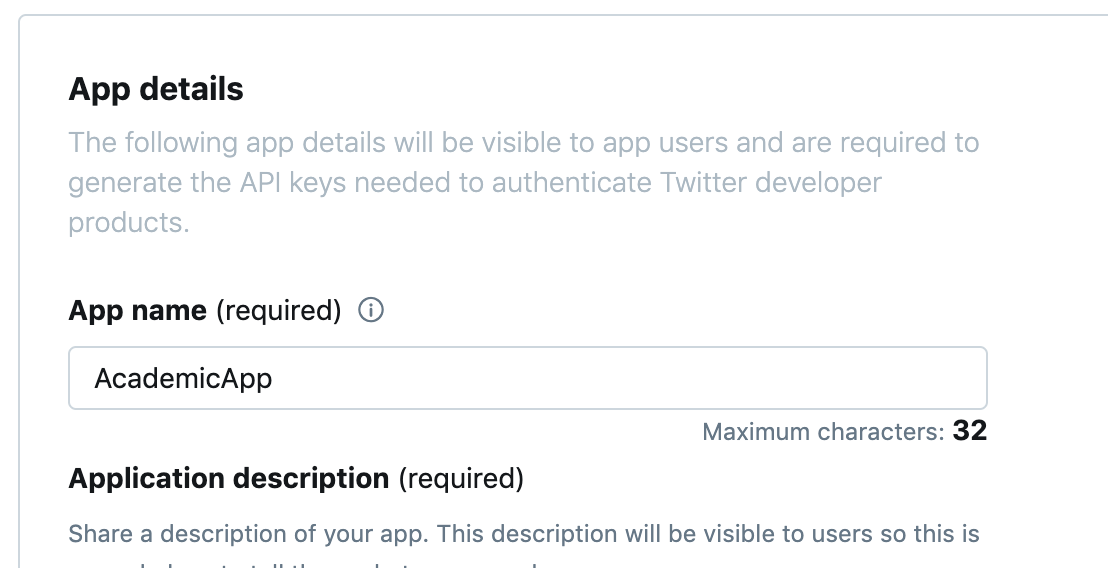 App details
The following app details will be visible to app users and are required to
generate the API keys needed to authenticate Twitter developer
products.
App name (required)
AcademicApp
Maximum characters: 32
Application description (required)
Share a description of your app. This description will be visible to users so this is